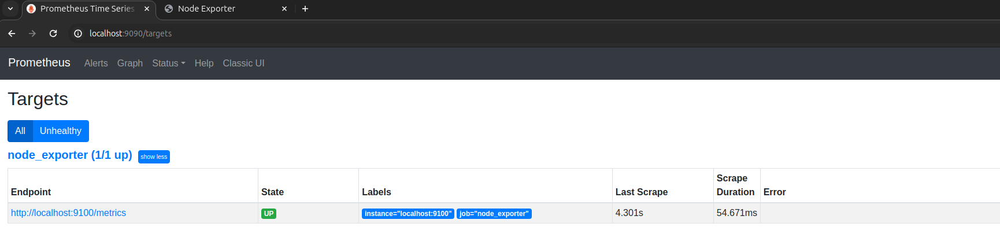 Prometheus Time Series
Node Exporter
localhost:9090/targets
Prometheus Alerts Graph Status Help Classic UI
Targets
All Unhealthy
node_exporter (1/1 up) show less
Endpoint State Labels Last Scrape Scrape Duration Error
http://localhost:9100/metrics UP instance="localhost:9100" job="node_exporter" 4.301s 54.671ms